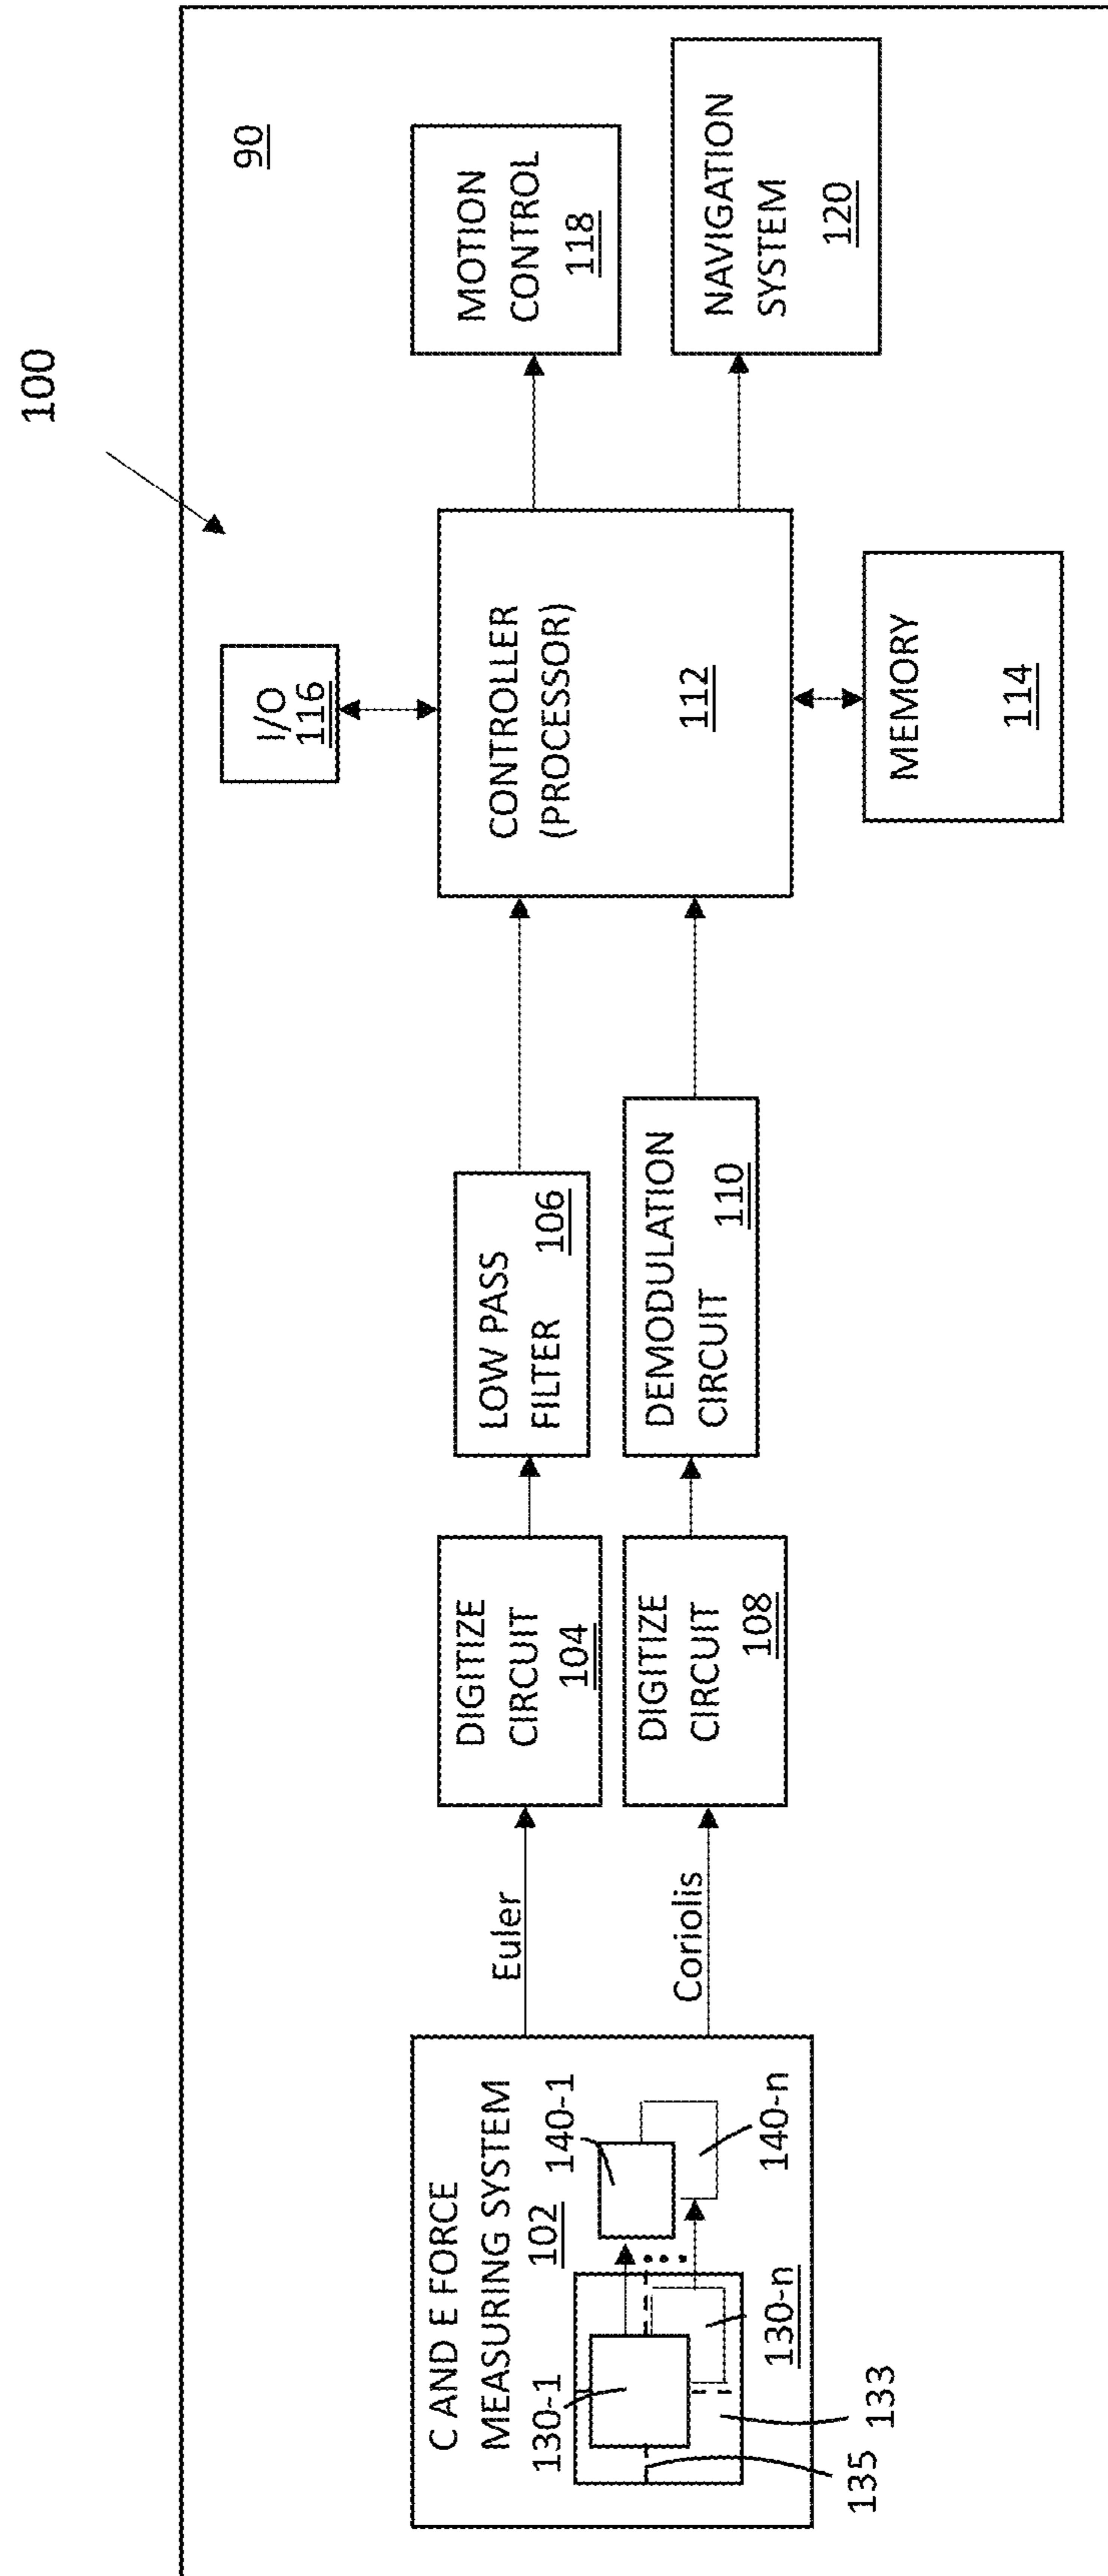 100
90
C AND E FORCE
MEASURING SYSTEM
102
130-1
140-1
130-n
140-n
133
135
Euler
Coriolis
DIGITIZE
CIRCUIT
104
DIGITIZE
CIRCUIT
108
LOW PASS
FILTER
106
DEMODULATION
CIRCUIT
110
I/O
116
CONTROLLER
(PROCESSOR)
112
MEMORY
114
MOTION
CONTROL
118
NAVIGATION
SYSTEM
120